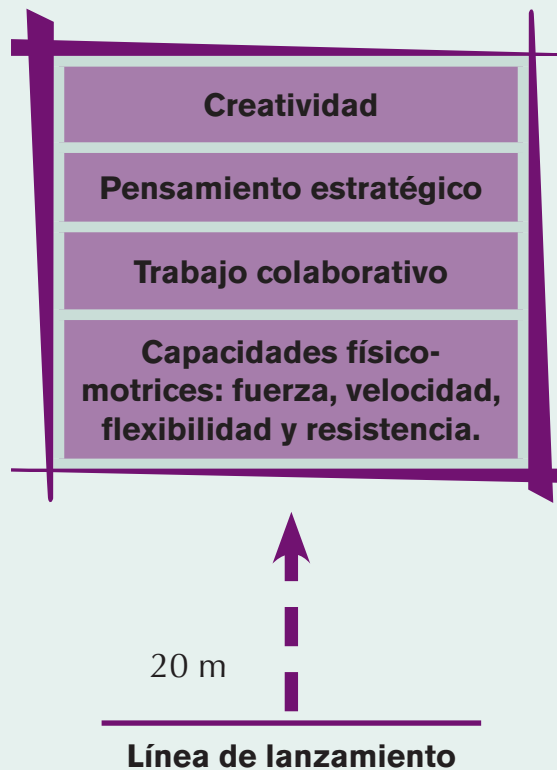 Creatividad
Pensamiento estratégico
Trabajo colaborativo
Capacidades físico-
motrices: fuerza, velocidad,
flexibilidad y resistencia.
20 m
Línea de lanzamiento